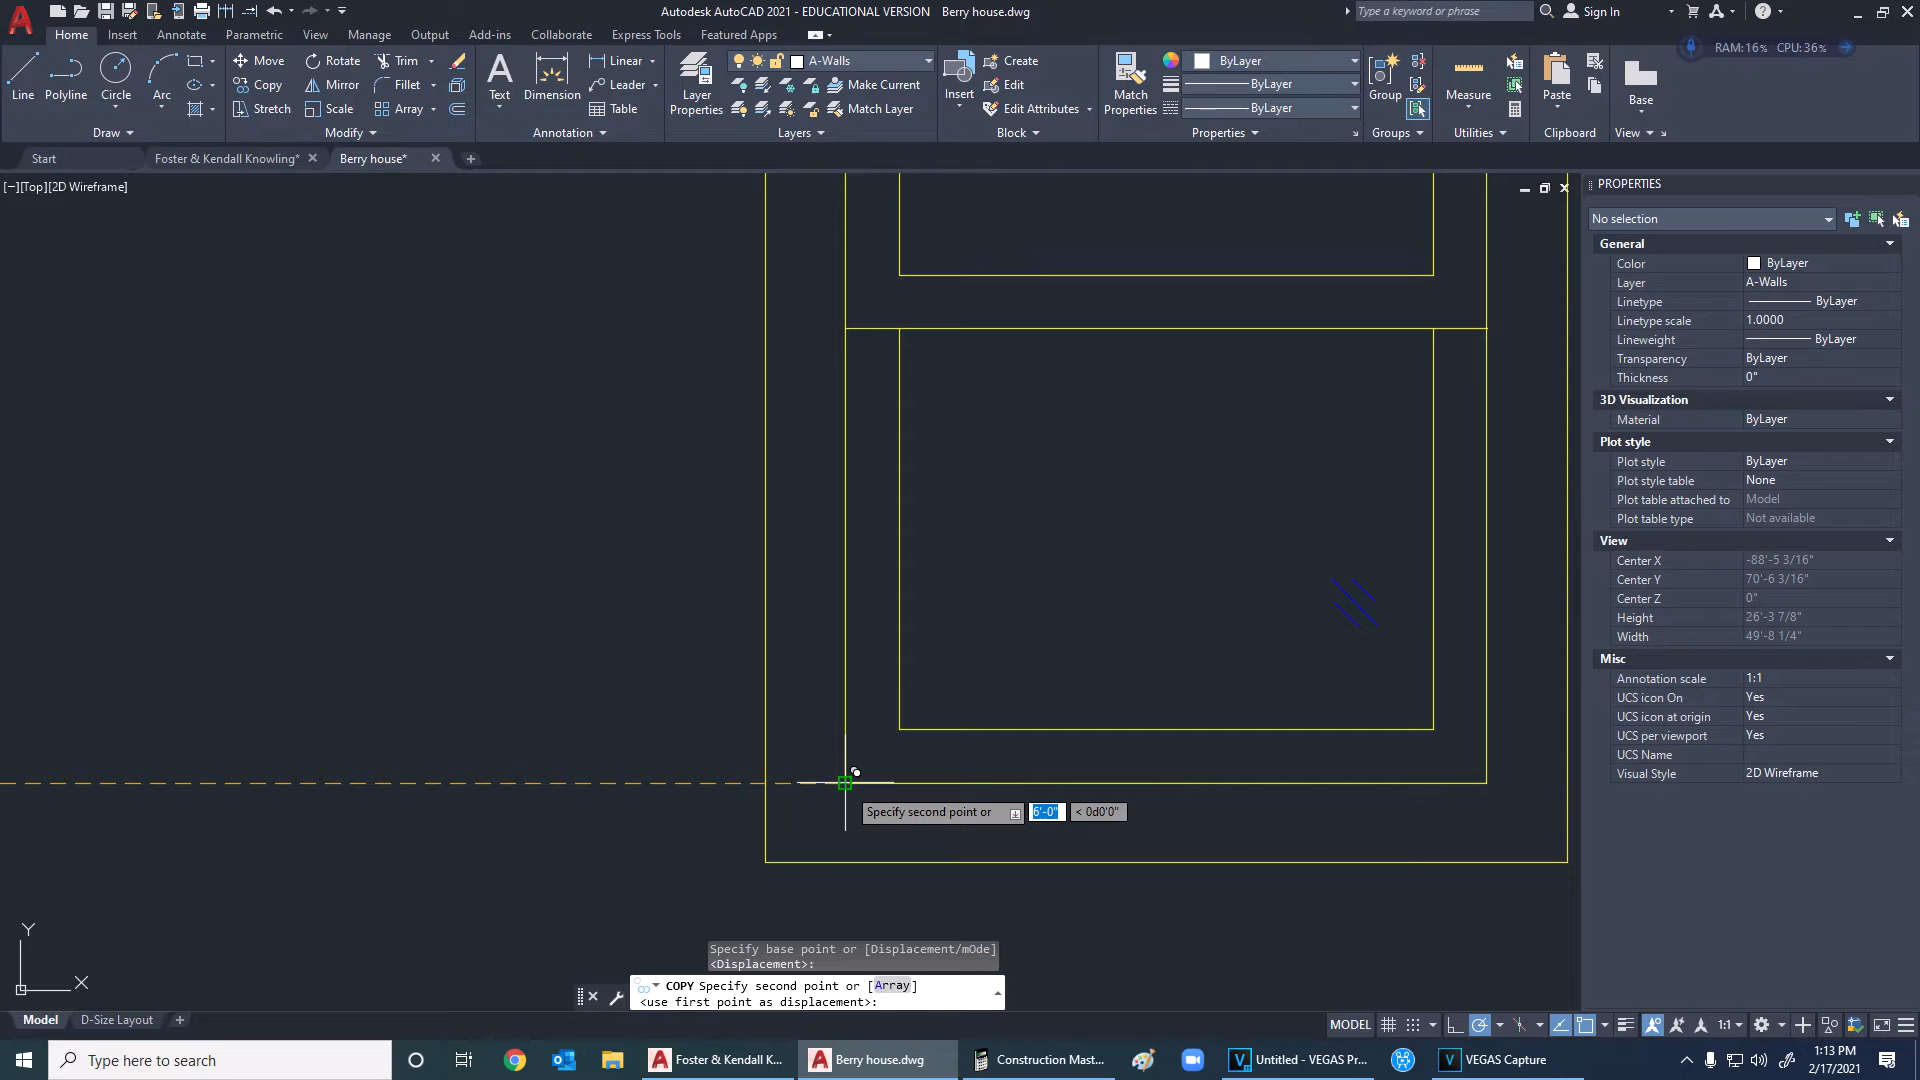 Autodesk AutoCAD 2021 - EDUCATIONAL VERSION Berry house.dwg
Type a keyword or phrase
Sign In
Home Insert Annotate Parametric View Manage Output Add-ins Collaborate Express Tools Featured Apps
RAM:16% CPU:36%
Line Polyline Circle Arc
Move Rotate Trim
Copy Mirror Fillet
Stretch Scale Array
Text Dimension
Linear
Leader
Table
Layer Properties
A-Walls
Make Current
Match Layer
Insert
Create
Edit
Edit Attributes
Match Properties
ByLayer
ByLayer
ByLayer
Group
Measure
Paste
Base
Draw Modify Annotation Layers Block Properties Groups Utilities Clipboard View
Start Foster & Kendall Knowling* Berry house*
[−][Top][2D Wireframe]
PROPERTIES
No selection
General
Color ByLayer
Layer A-Walls
Linetype ByLayer
Linetype scale 1.0000
Lineweight ByLayer
Transparency ByLayer
Thickness 0"
3D Visualization
Material ByLayer
Plot style
Plot style ByLayer
Plot style table None
Plot table attached to Model
Plot table type Not available
View
Center X -88'-5 3/16"
Center Y 70'-6 3/16"
Center Z 0"
Height 26'-3 7/8"
Width 49'-8 1/4"
Misc
Annotation scale 1:1
UCS icon On Yes
UCS icon at origin Yes
UCS per viewport Yes
UCS Name
Visual Style 2D Wireframe
Specify second point or 6'-0" < 0d0'0"
Y
X
Specify base point or [Displacement/mOde]
<Displacement>:
COPY Specify second point or [Array]
<use first point as displacement>:
Model D-Size Layout
MODEL 1:1
Type here to search
Foster & Kendall K...
Berry house.dwg
Construction Mast...
Untitled - VEGAS Pr...
VEGAS Capture
1:13 PM
2/17/2021